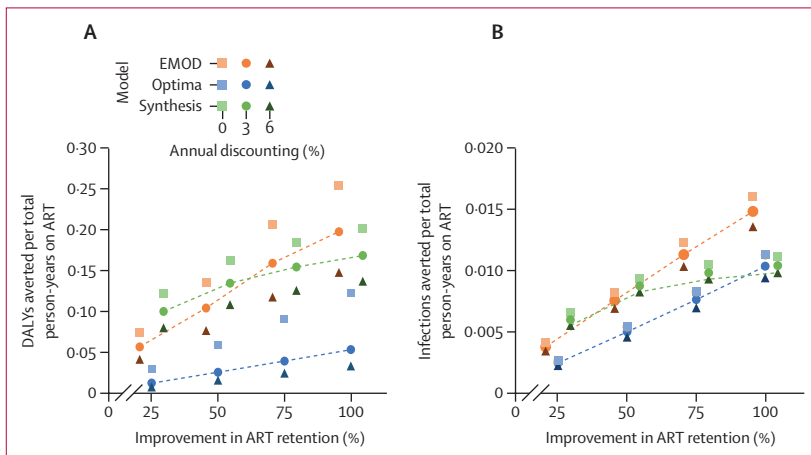 A
B
Model
EMOD
Optima
Synthesis
0
3
6
Annual discounting (%)
DALYs averted per total
person-years on ART
0·30
0·25
0·20
0·15
0·10
0·05
0
0
25
50
75
100
Improvement in ART retention (%)
Infections averted per total
person-years on ART
0·020
0·015
0·010
0·005
0
0
25
50
75
100
Improvement in ART retention (%)